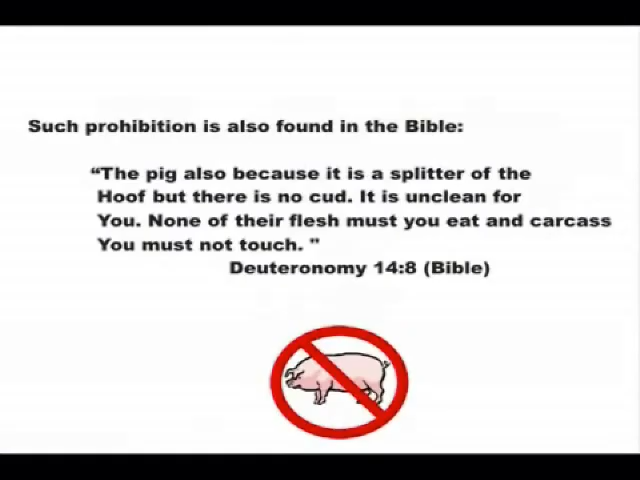 Such prohibition is also found in the Bible:
“The pig also because it is a splitter of the
Hoof but there is no cud. It is unclean for
You. None of their flesh must you eat and carcass
You must not touch. "
Deuteronomy 14:8 (Bible)